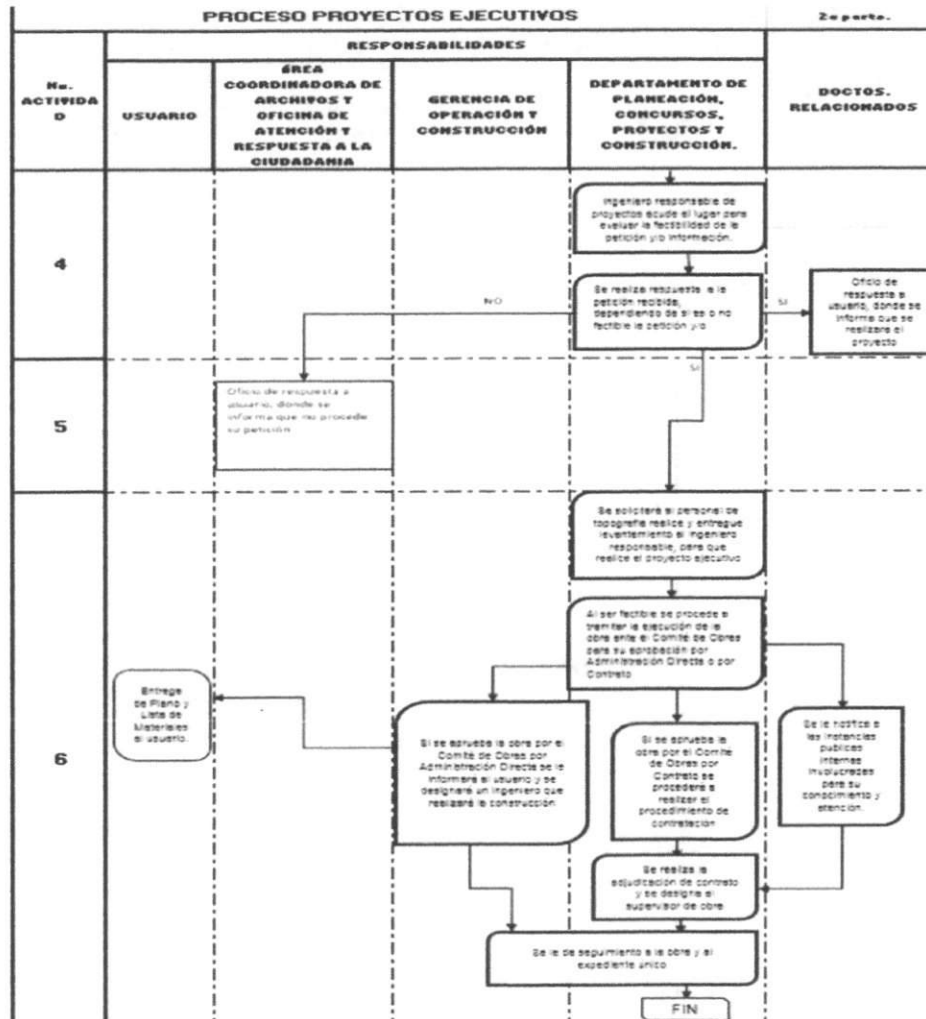 PROCESO PROYECTOS EJECUTIVOS
2a parte.
RESPONSABILIDADES
No.
ACTIVIDA
D
USUARIO
ÁREA
COORDINADORA DE
ARCHIVOS Y
OFICINA DE
ATENCIÓN Y
RESPUESTA A LA
CIUDADANIA
GERENCIA DE
OPERACIÓN Y
CONSTRUCCIÓN
DEPARTAMENTO DE
PLANEACIÓN,
CONCURSOS,
PROYECTOS Y
CONSTRUCCIÓN.
DOCTOS.
RELACIONADOS
4
Ingeniero responsable de
proyectos acude al lugar para
evaluar la factibilidad de la
petición y/o información.
Se realiza respuesta a la
petición recibida,
dependiendo de si es o no
factible la petición y/o
NO
SI
Oficio de
respuesta a
usuario, donde se
informa que se
realizara el
proyecto
SI
5
Oficio de respuesta a
usuario, donde se
informa que no procede
su petición
6
Se solicitará al personal de
topografía realice y entregue
levantamiento al ingeniero
responsable, para que
realice el proyecto ejecutivo
Al ser factible se procede a
tramitar la ejecución de la
obra ante el Comité de Obras
para su aprobación por
Administración Directa o por
Contrato
Entrega
de Plano y
Lista de
Materiales
al usuario.
Si se aprueba la obra por el
Comité de Obras por
Administración Directa se le
informará al usuario y se
designará un ingeniero que
realizará la construcción
Si se aprueba la
obra por el Comité
de Obras por
Contrato se
procederá a
realizar el
procedimiento de
contratación
Se le notifica a
las instancias
publicas
internas
involucradas
para su
conocimiento y
atención.
Se realiza la
adjudicación de contrato
y se designa al
supervisor de obra
Se le da seguimiento a la obra y al
expediente unico
FIN